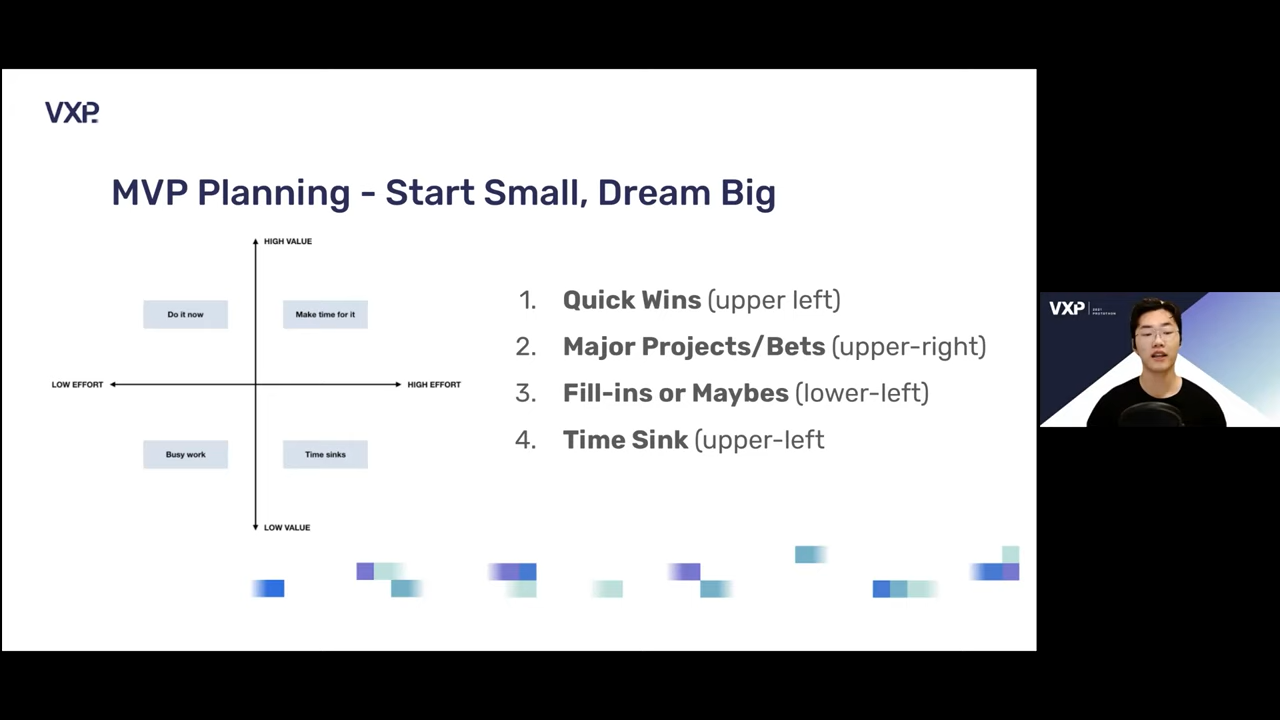 VXP.
MVP Planning - Start Small, Dream Big
HIGH VALUE
Do it now
Make time for it
LOW EFFORT
HIGH EFFORT
Busy work
Time sinks
LOW VALUE
1. Quick Wins (upper left)
2. Major Projects/Bets (upper-right)
3. Fill-ins or Maybes (lower-left)
4. Time Sink (upper-left
VXP